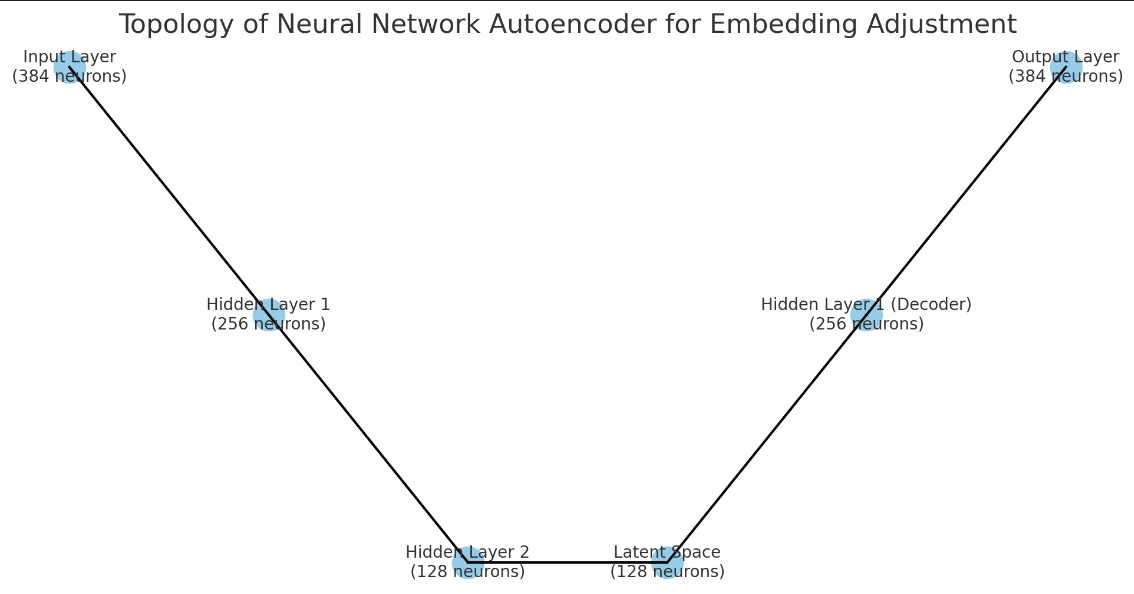 Topology of Neural Network Autoencoder for Embedding Adjustment
Input Layer
(384 neurons)
Output Layer
(384 neurons)
Hidden Layer 1
(256 neurons)
Hidden Layer 1 (Decoder)
(256 neurons)
Hidden Layer 2
(128 neurons)
Latent Space
(128 neurons)